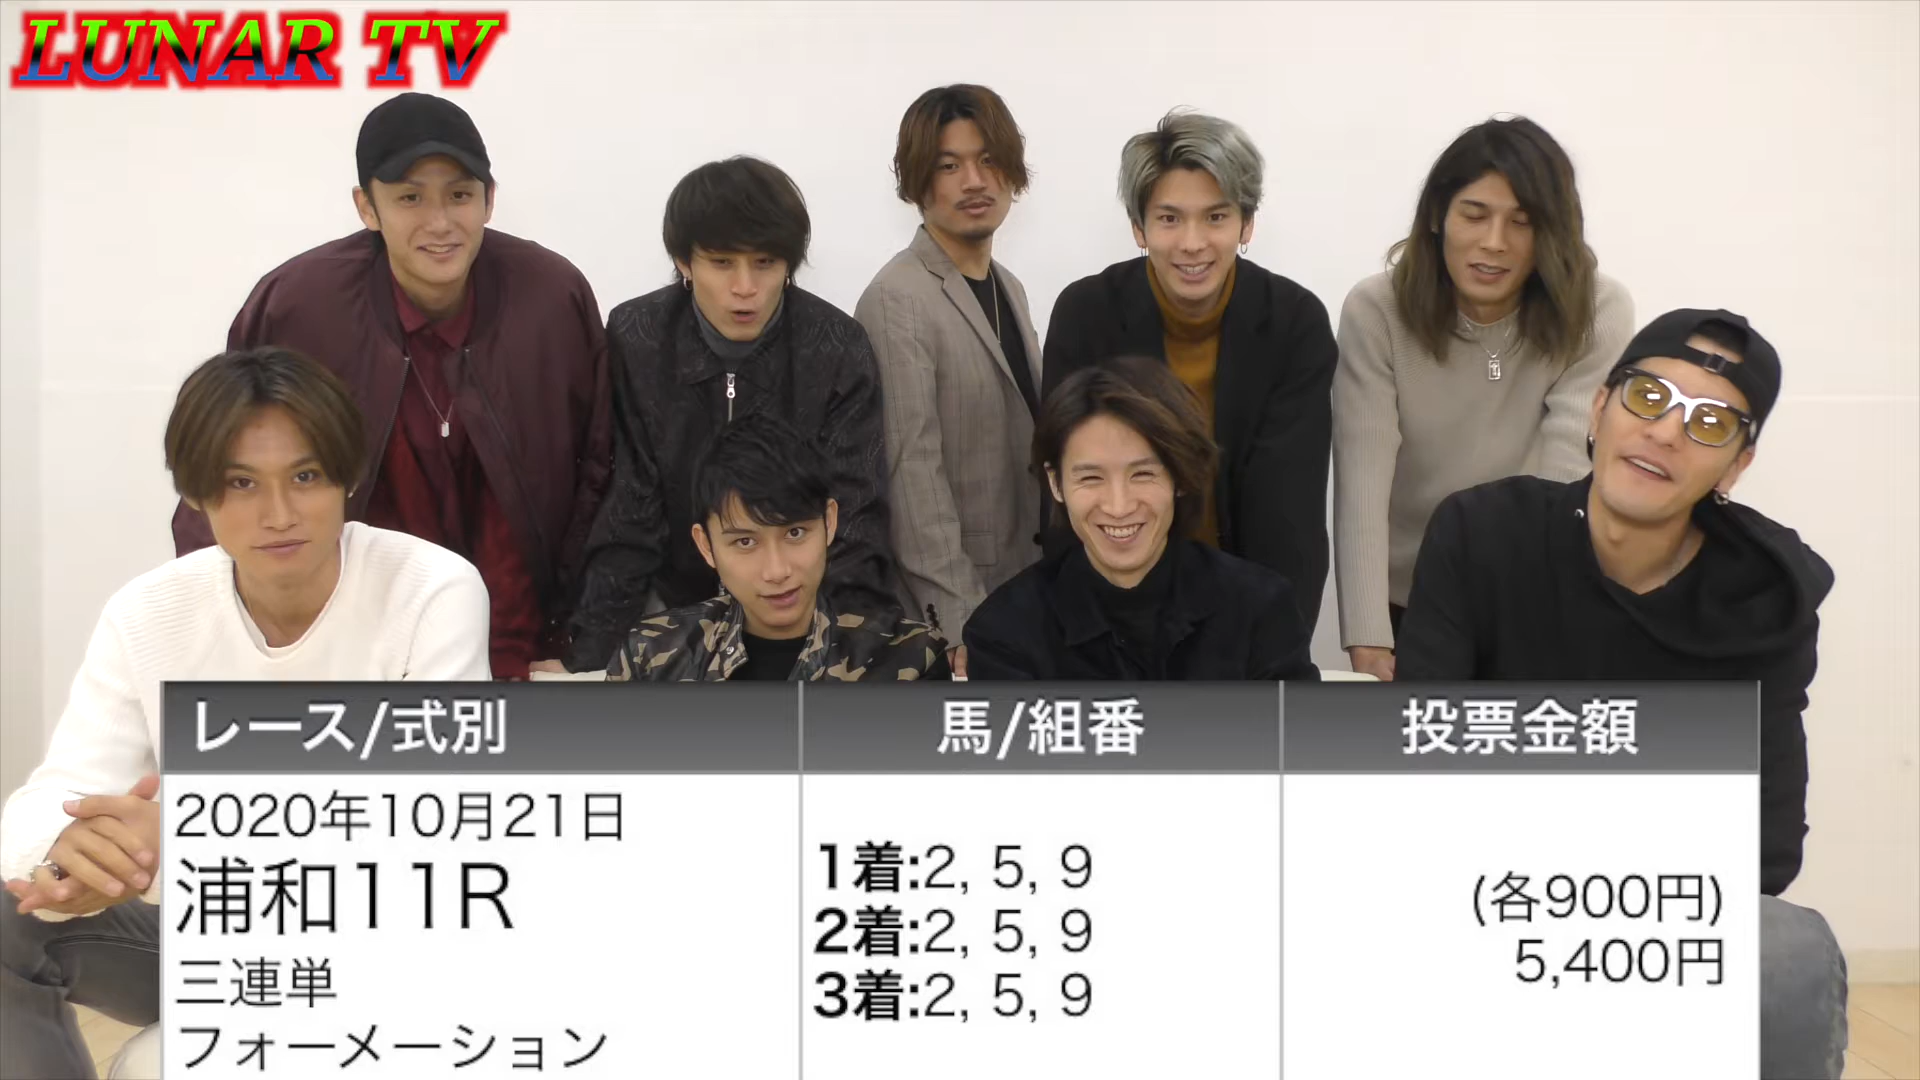 LUNAR TV
レース/式別 馬/組番 投票金額
2020年10月21日
浦和11R
三連単
フォーメーション
1着:2, 5, 9
2着:2, 5, 9
3着:2, 5, 9
(各900円)
5,400円